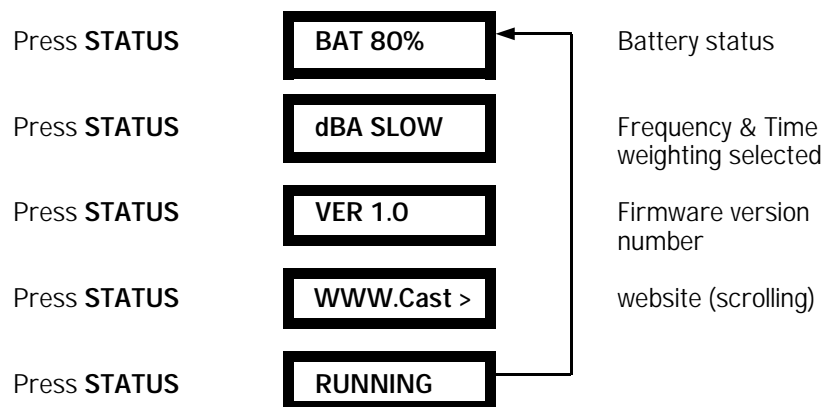 Press STATUS BAT 80% Battery status
Press STATUS dBA SLOW Frequency & Time
weighting selected
Press STATUS VER 1.0 Firmware version
number
Press STATUS WWW.Cast > website (scrolling)
Press STATUS RUNNING